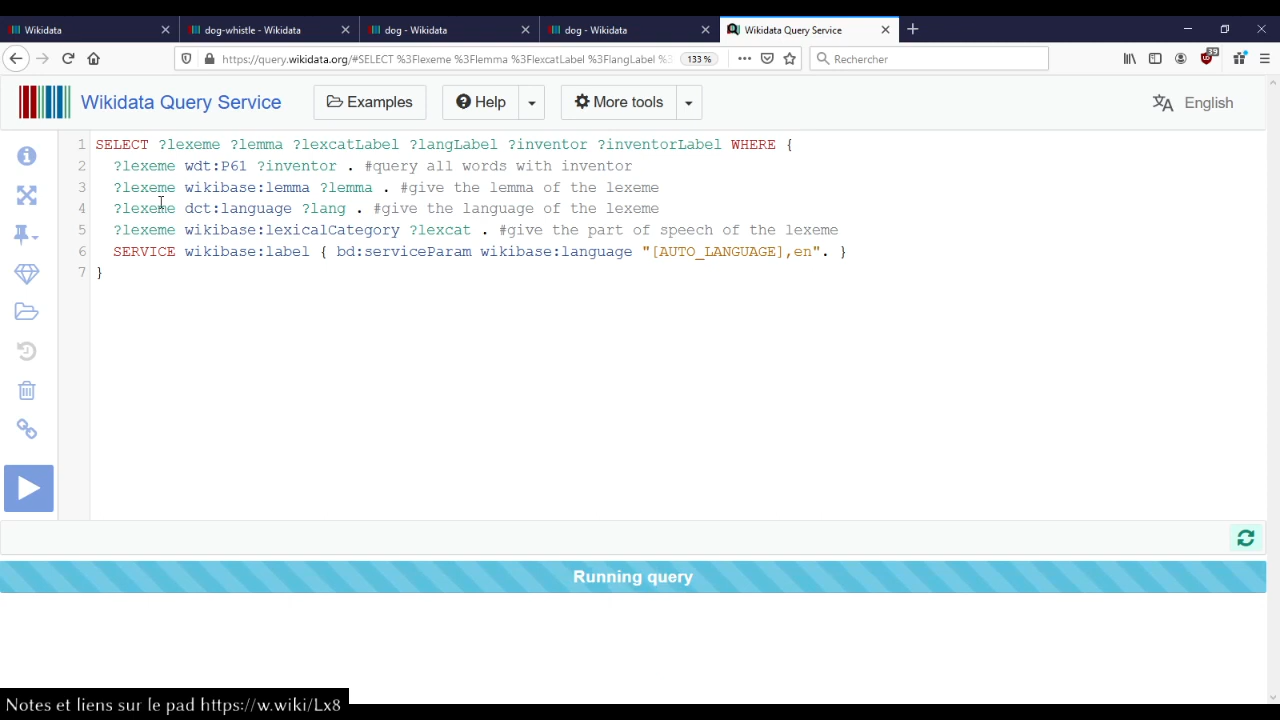 Wikidata
dog-whistle - Wikidata
dog - Wikidata
dog - Wikidata
Wikidata Query Service
https://query.wikidata.org/#SELECT %3Flexeme %3Flemma %3FlexcatLabel %3FlangLabel %3
133 %
Rechercher
39
Wikidata Query Service
Examples
Help
More tools
English
1 SELECT ?lexeme ?lemma ?lexcatLabel ?langLabel ?inventor ?inventorLabel WHERE {
2 ?lexeme wdt:P61 ?inventor . #query all words with inventor
3 ?lexeme wikibase:lemma ?lemma . #give the lemma of the lexeme
4 ?lexeme dct:language ?lang . #give the language of the lexeme
5 ?lexeme wikibase:lexicalCategory ?lexcat . #give the part of speech of the lexeme
6 SERVICE wikibase:label { bd:serviceParam wikibase:language "[AUTO_LANGUAGE],en". }
7 }
Running query
Notes et liens sur le pad https://w.wiki/Lx8